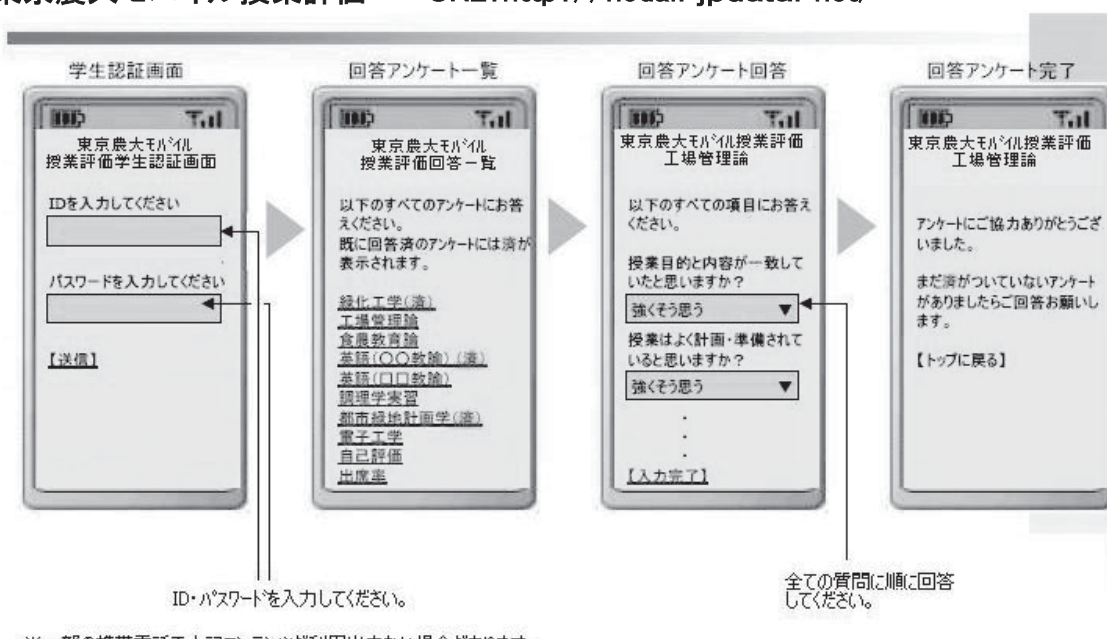 学生認証画面
回答アンケート一覧
回答アンケート回答
回答アンケート完了
東京農大モバイル
授業評価学生認証画面
IDを入力してください
パスワードを入力してください
【送信】
東京農大モバイル
授業評価回答一覧
以下のすべてのアンケートにお答
えください。
既に回答済のアンケートには済が
表示されます。
緑化工学(済)
工場管理論
食農教育論
英語(〇〇教諭)(済)
英語(口口教諭)
調理学実習
都市緑地計画学(済)
電子工学
自己評価
出席率
東京農大モバイル授業評価
工場管理論
以下のすべての項目にお答え
ください。
授業目的と内容が一致して
いたと思いますか?
強くそう思う ▼
授業はよく計画・準備されて
いると思いますか?
強くそう思う ▼
【入力完了】
東京農大モバイル授業評価
工場管理論
アンケートにご協力ありがとうござ
いました。
まだ済がついていないアンケート
がありましたらご回答お願いし
ます。
【トップに戻る】
ID・パスワードを入力してください。
全ての質問に順に回答
してください。